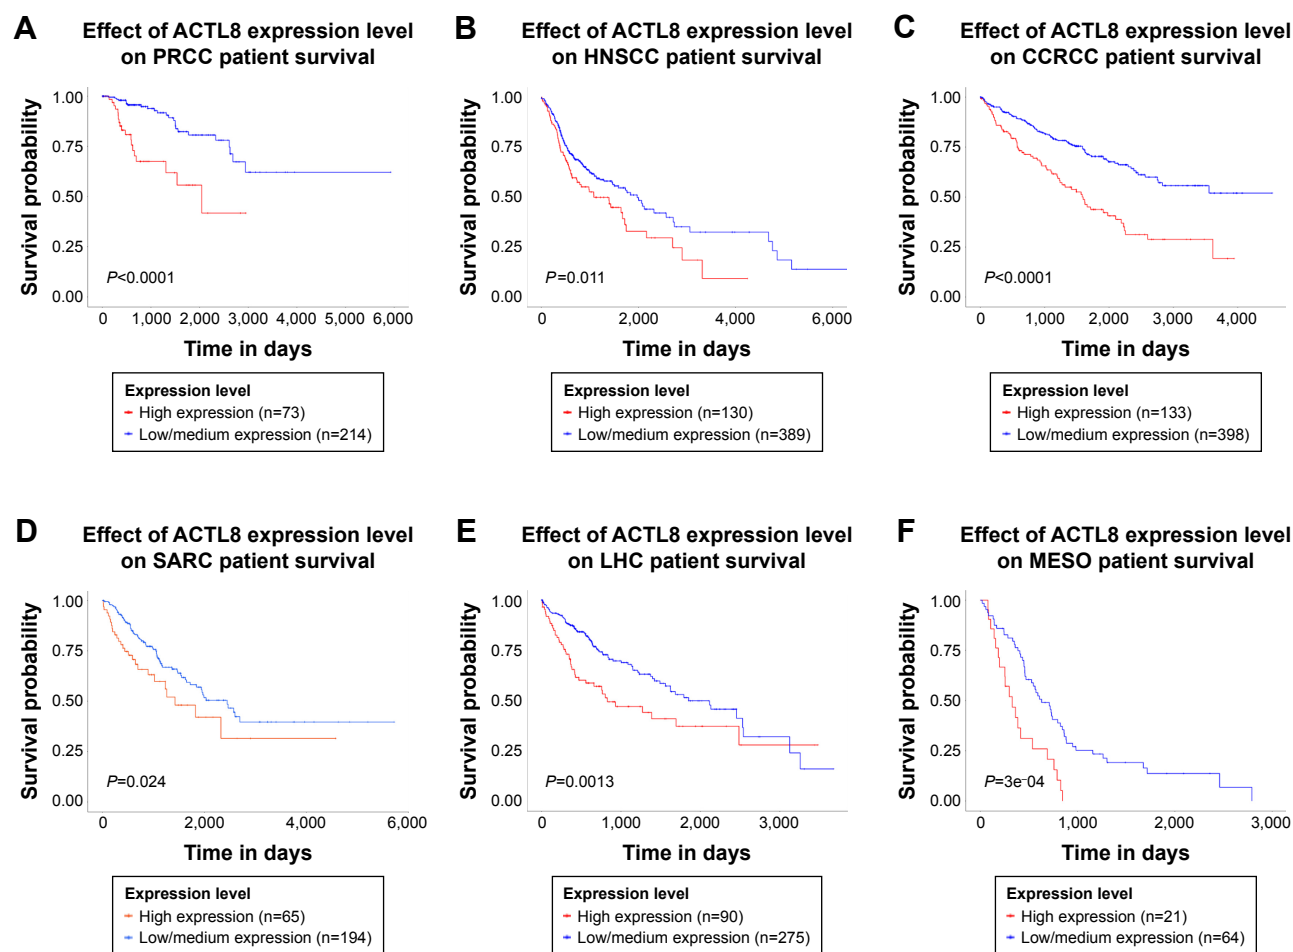 A
Effect of ACTL8 expression level
on PRCC patient survival
Survival probability
1.00
0.75
0.50
0.25
0.00
P<0.0001
0 1,000 2,000 3,000 4,000 5,000 6,000
Time in days
Expression level
High expression (n=73)
Low/medium expression (n=214)
B
Effect of ACTL8 expression level
on HNSCC patient survival
Survival probability
1.00
0.75
0.50
0.25
0.00
P=0.011
0 2,000 4,000 6,000
Time in days
Expression level
High expression (n=130)
Low/medium expression (n=389)
C
Effect of ACTL8 expression level
on CCRCC patient survival
Survival probability
1.00
0.75
0.50
0.25
0.00
P<0.0001
0 1,000 2,000 3,000 4,000
Time in days
Expression level
High expression (n=133)
Low/medium expression (n=398)
D
Effect of ACTL8 expression level
on SARC patient survival
Survival probability
1.00
0.75
0.50
0.25
0.00
P=0.024
0 2,000 4,000 6,000
Time in days
Expression level
High expression (n=65)
Low/medium expression (n=194)
E
Effect of ACTL8 expression level
on LHC patient survival
Survival probability
1.00
0.75
0.50
0.25
0.00
P=0.0013
0 1,000 2,000 3,000
Time in days
Expression level
High expression (n=90)
Low/medium expression (n=275)
F
Effect of ACTL8 expression level
on MESO patient survival
Survival probability
1.00
0.75
0.50
0.25
0.00
P=3e⁻04
0 1,000 2,000 3,000
Time in days
Expression level
High expression (n=21)
Low/medium expression (n=64)